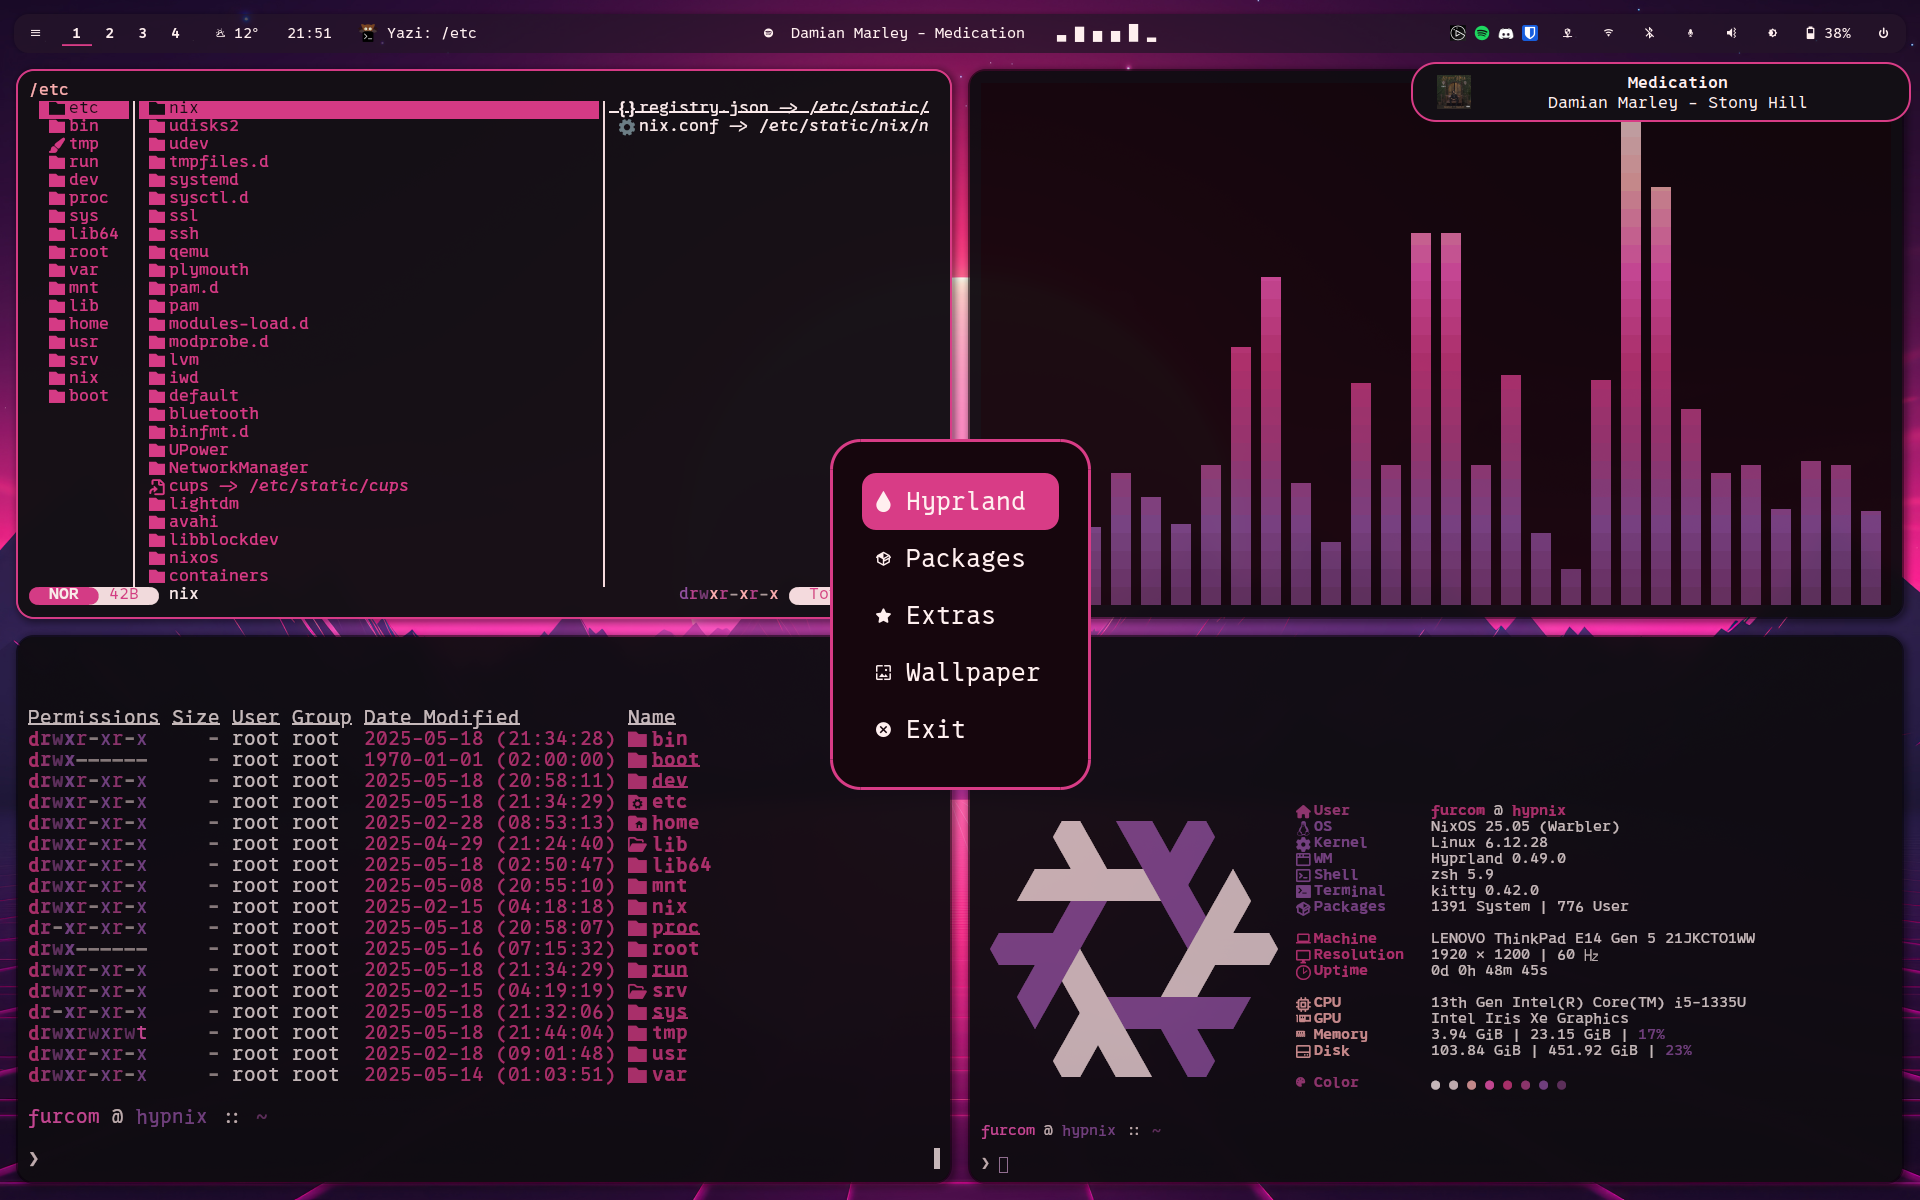 1 2 3 4 12° 21:51 Yazi: /etc
Damian Marley - Medication
38%
Medication
Damian Marley - Stony Hill
/etc
etc
bin
tmp
run
dev
proc
sys
lib64
root
var
mnt
lib
home
usr
srv
nix
boot
nix
udisks2
udev
tmpfiles.d
systemd
sysctl.d
ssl
ssh
qemu
plymouth
pam.d
pam
modules-load.d
modprobe.d
lvm
iwd
default
bluetooth
binfmt.d
UPower
NetworkManager
cups -> /etc/static/cups
lightdm
avahi
libblockdev
nixos
containers
{} registry.json -> /etc/static/
nix.conf -> /etc/static/nix/n
NOR 42B nix drwxr-xr-x To
Hyprland
Packages
Extras
Wallpaper
Exit
Permissions Size User Group Date Modified Name
drwxr-xr-x - root root 2025-05-18 (21:34:28) bin
drwx------ - root root 1970-01-01 (02:00:00) boot
drwxr-xr-x - root root 2025-05-18 (20:58:11) dev
drwxr-xr-x - root root 2025-05-18 (21:34:29) etc
drwxr-xr-x - root root 2025-02-28 (08:53:13) home
drwxr-xr-x - root root 2025-04-29 (21:24:40) lib
drwxr-xr-x - root root 2025-05-18 (02:50:47) lib64
drwxr-xr-x - root root 2025-05-08 (20:55:10) mnt
drwxr-xr-x - root root 2025-02-15 (04:18:18) nix
dr-xr-xr-x - root root 2025-05-18 (20:58:07) proc
drwx------ - root root 2025-05-16 (07:15:32) root
drwxr-xr-x - root root 2025-05-18 (21:34:29) run
drwxr-xr-x - root root 2025-02-15 (04:19:19) srv
dr-xr-xr-x - root root 2025-05-18 (21:32:06) sys
drwxrwxrwt - root root 2025-05-18 (21:44:04) tmp
drwxr-xr-x - root root 2025-02-18 (09:01:48) usr
drwxr-xr-x - root root 2025-05-14 (01:03:51) var
furcom @ hypnix :: ~
❯
User furcom @ hypnix
OS NixOS 25.05 (Warbler)
Kernel Linux 6.12.28
WM Hyprland 0.49.0
Shell zsh 5.9
Terminal kitty 0.42.0
Packages 1391 System | 776 User
Machine LENOVO ThinkPad E14 Gen 5 21JKCTO1WW
Resolution 1920 × 1200 | 60 Hz
Uptime 0d 0h 48m 45s
CPU 13th Gen Intel(R) Core(TM) i5-1335U
GPU Intel Iris Xe Graphics
Memory 3.94 GiB | 23.15 GiB | 17%
Disk 103.84 GiB | 451.92 GiB | 23%
Color
furcom @ hypnix :: ~
❯